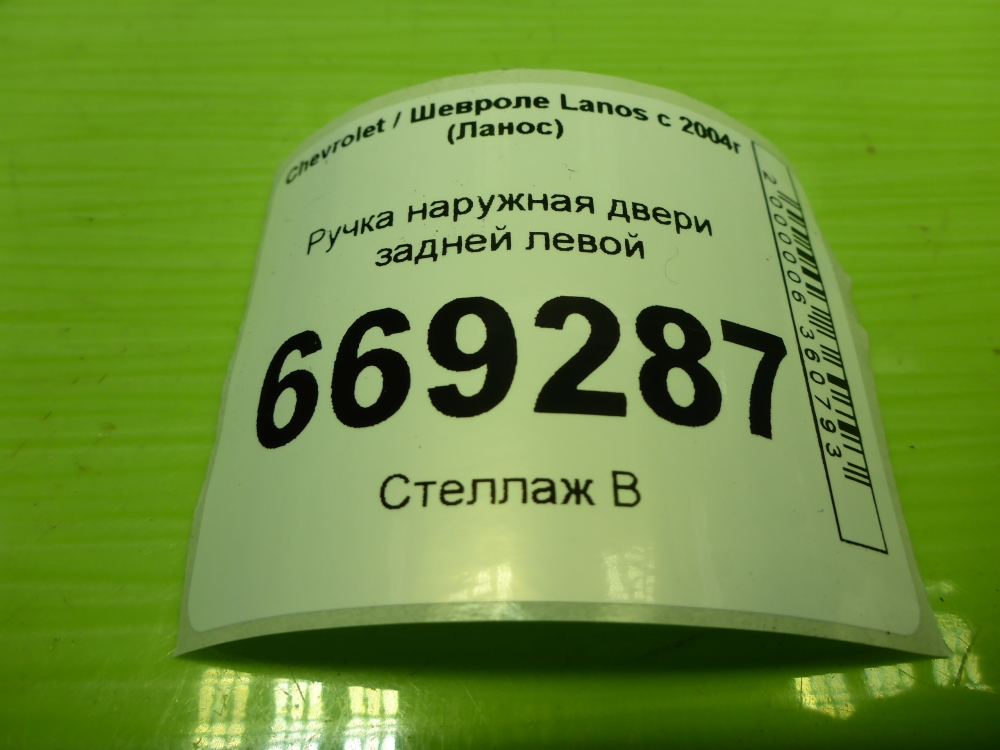 Chevrolet / Шевроле Lanos с 2004г
(Ланос)
Ручка наружная двери
задней левой
669287
Стеллаж В
2000006360793